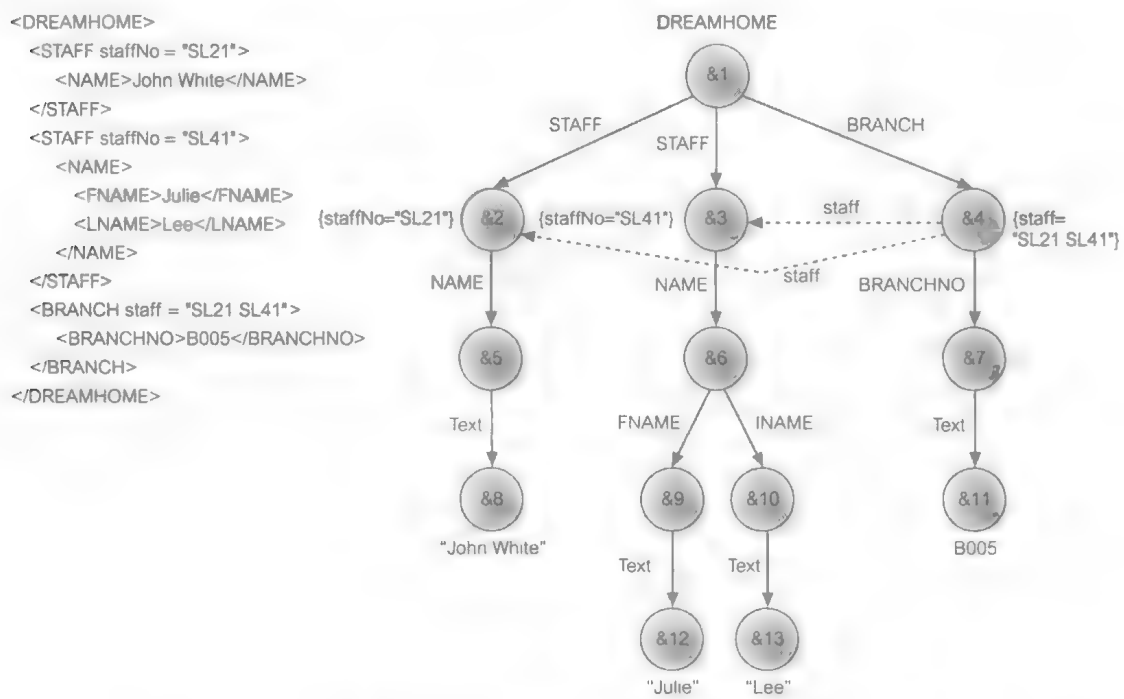 <DREAMHOME>
<STAFF staffNo = "SL21">
<NAME>John White</NAME>
</STAFF>
<STAFF staffNo = "SL41">
<NAME>
<FNAME>Julie</FNAME>
<LNAME>Lee</LNAME>
</NAME>
</STAFF>
<BRANCH staff = "SL21 SL41">
<BRANCHNO>B005</BRANCHNO>
</BRANCH>
</DREAMHOME>
DREAMHOME
&1
STAFF
STAFF
BRANCH
{staffNo="SL21"}
&2
{staffNo="SL41"}
&3
staff
&4
{staff=
"SL21 SL41"}
staff
NAME
NAME
BRANCHNO
&5
&6
&7
Text
FNAME
INAME
Text
&8
&9
&10
&11
"John White"
B005
Text
Text
&12
&13
"Julie"
"Lee"